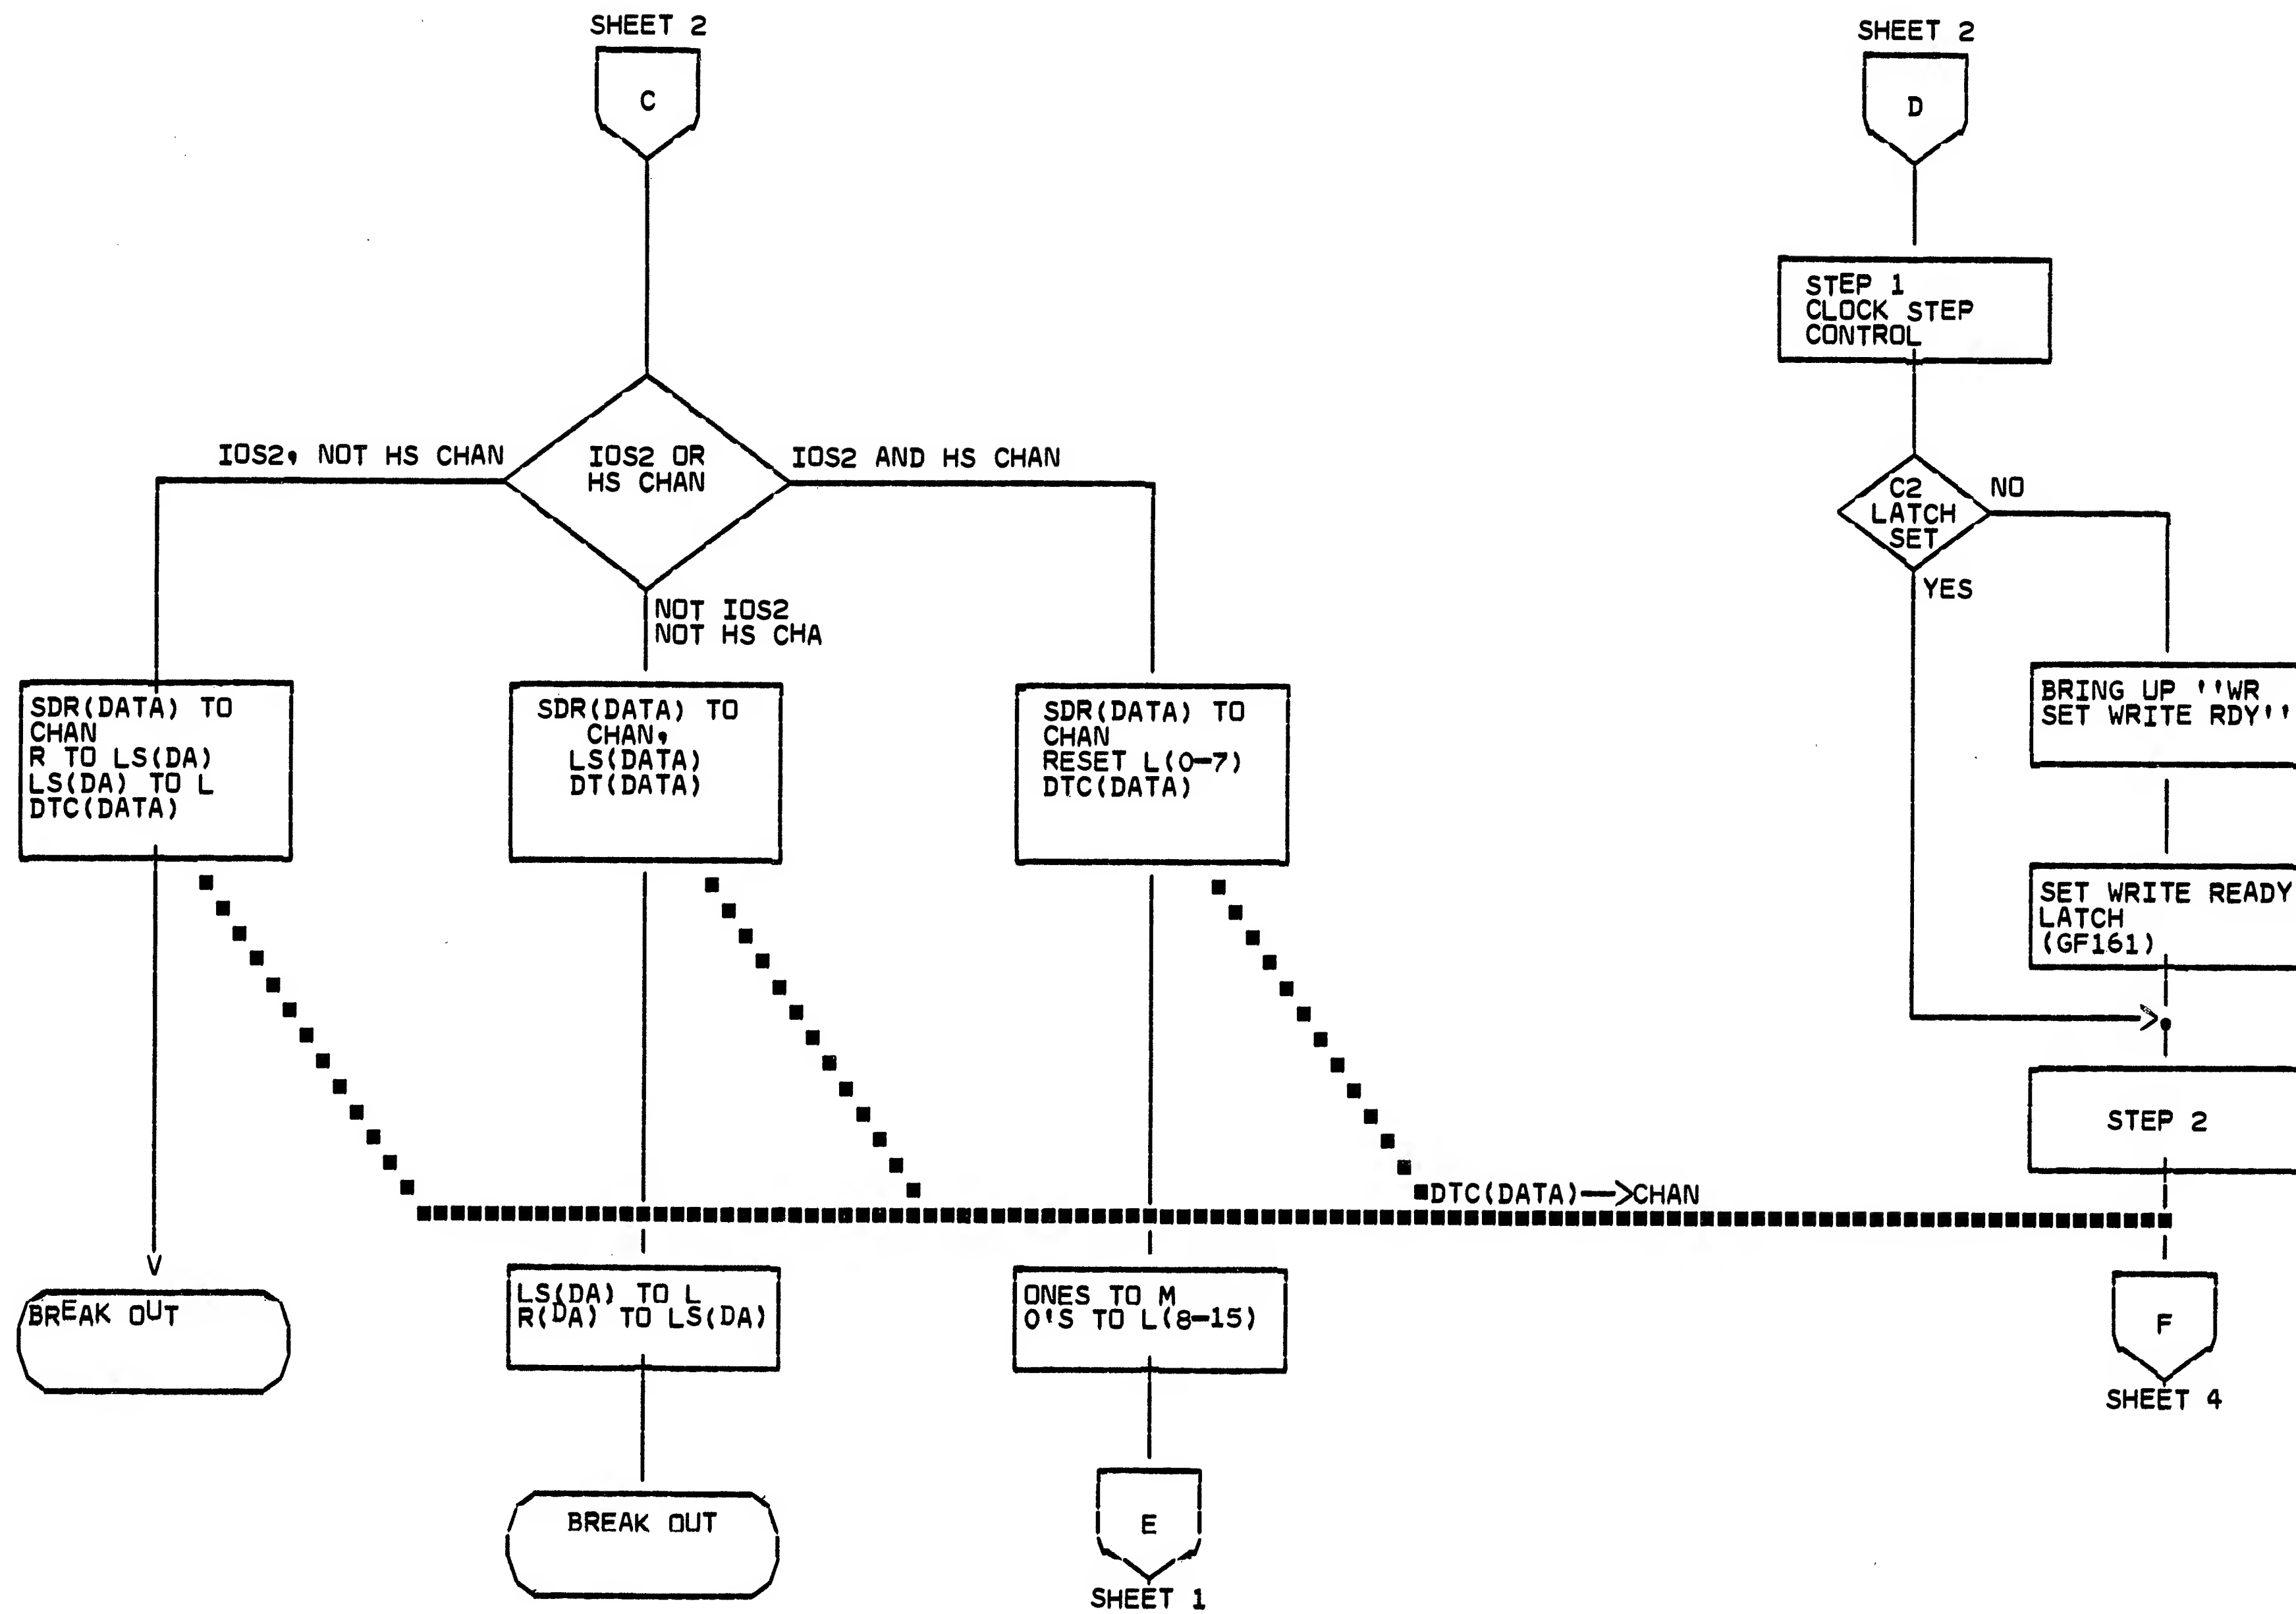 SHEET 2
C
IOS2 OR
HS CHAN
IOS2, NOT HS CHAN
IOS2 AND HS CHAN
NOT IOS2
NOT HS CHA
SDR(DATA) TO
CHAN
R TO LS(DA)
LS(DA) TO L
DTC(DATA)
SDR(DATA) TO
CHAN,
LS(DATA)
DT(DATA)
SDR(DATA) TO
CHAN
RESET L(0-7)
DTC(DATA)
DTC(DATA)-->CHAN
BREAK OUT
LS(DA) TO L
R(DA) TO LS(DA)
BREAK OUT
ONES TO M
O'S TO L(8-15)
E
SHEET 1
SHEET 2
D
STEP 1
CLOCK STEP
CONTROL
C2
LATCH
SET
NO
YES
BRING UP ''WR
SET WRITE RDY''
SET WRITE READY
LATCH
(GF161)
STEP 2
F
SHEET 4